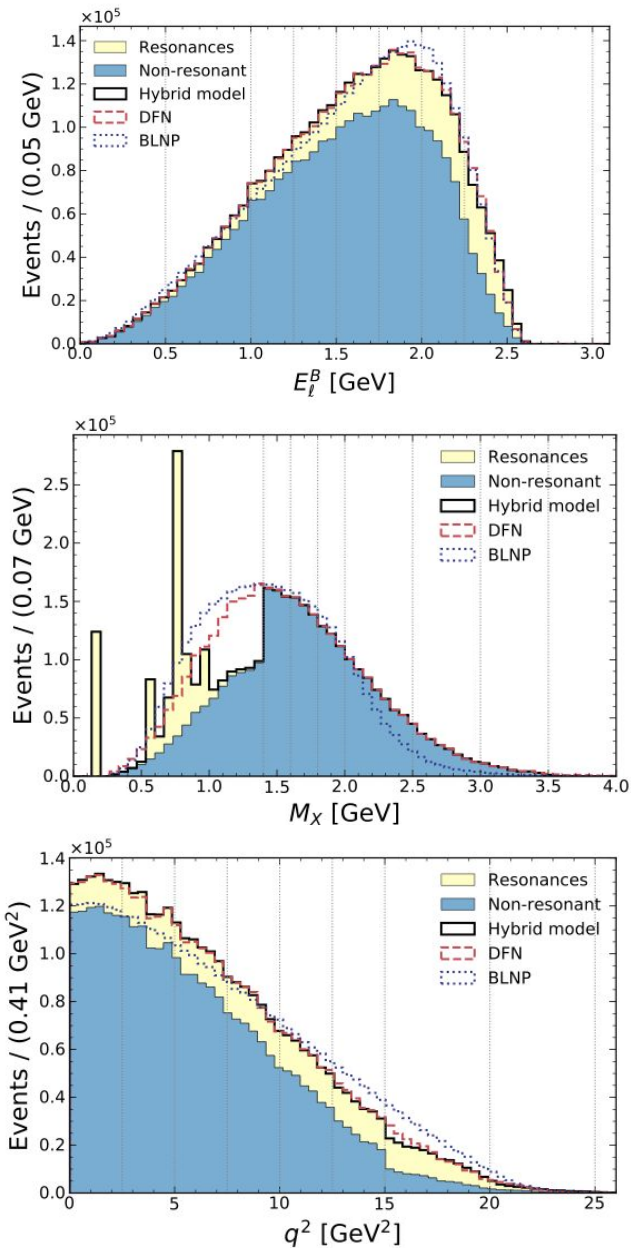 ×10⁵
1.4
1.2
1.0
0.8
0.6
0.4
0.2
0.0
Events / (0.05 GeV)
Resonances
Non-resonant
Hybrid model
DFN
BLNP
0.0 0.5 1.0 1.5 2.0 2.5 3.0
E_ℓ^B [GeV]
×10⁵
2.5
2.0
1.5
1.0
0.5
0.0
Events / (0.07 GeV)
Resonances
Non-resonant
Hybrid model
DFN
BLNP
0.0 0.5 1.0 1.5 2.0 2.5 3.0 3.5 4.0
M_X [GeV]
×10⁵
1.4
1.2
1.0
0.8
0.6
0.4
0.2
0.0
Events / (0.41 GeV²)
Resonances
Non-resonant
Hybrid model
DFN
BLNP
0 5 10 15 20 25
q² [GeV²]